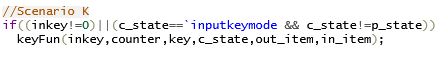 //Scenario K
if((inkey!=0)||(c_state==`inputkeymode && c_state!=p_state))
  keyFun(inkey,counter,key,c_state,out_item,in_item);